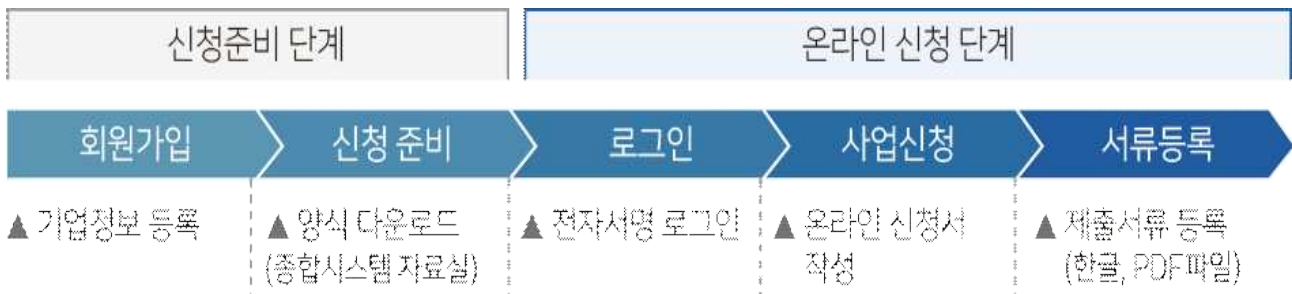 신청준비 단계
온라인 신청 단계
회원가입
신청 준비
로그인
사업신청
서류등록
▲ 기업정보 등록
▲ 양식 다운로드
(종합시스템 자료실)
▲ 전자서명 로그인
▲ 온라인 신청서
작성
▲ 제출서류 등록
(한글, PDF파일)